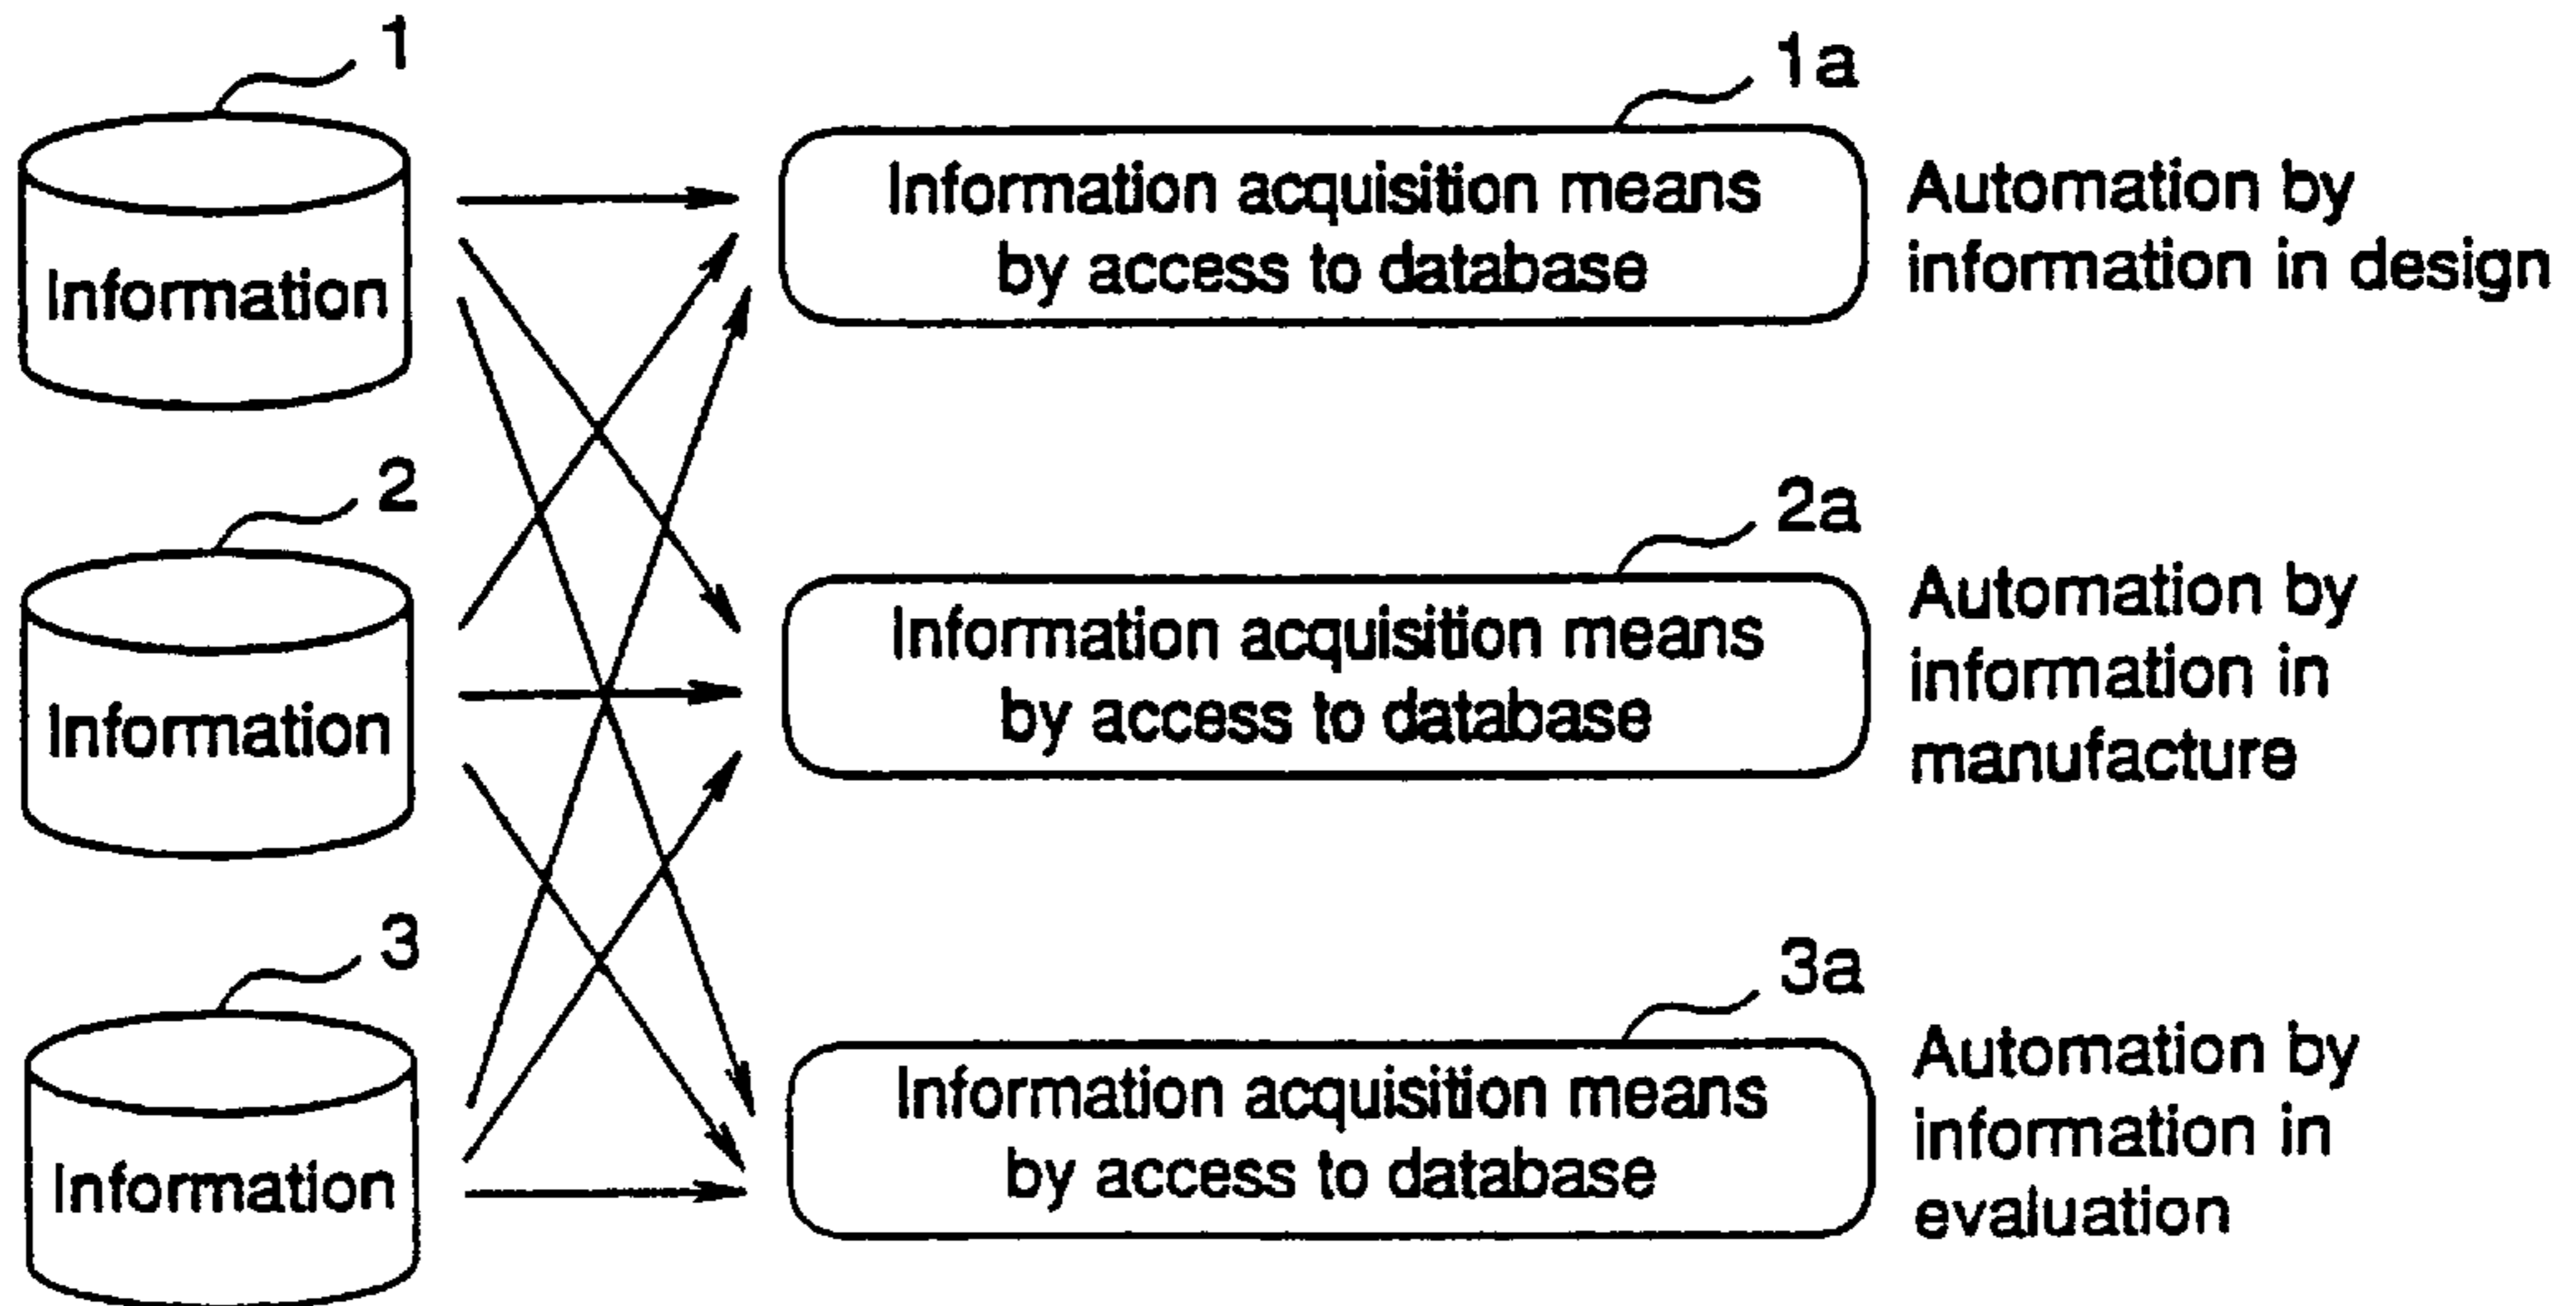 1
1a
Information
Information acquisition means
by access to database
Automation by
information in design
2
2a
Information
Information acquisition means
by access to database
Automation by
information in
manufacture
3
3a
Information
Information acquisition means
by access to database
Automation by
information in
evaluation